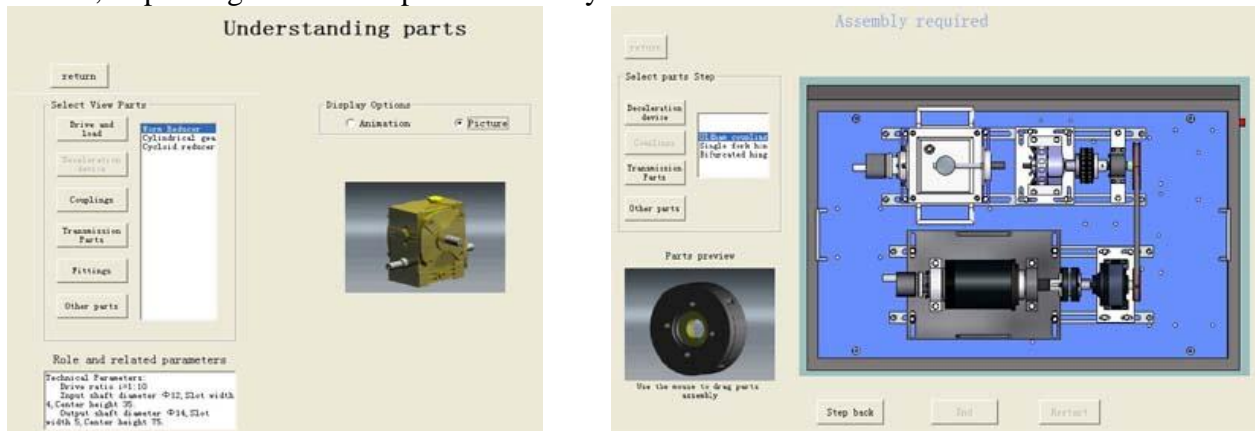 Understanding parts
return
Select View Parts
Drive and load
Worm Reducer
Cylindrical gea
Cycloid reducer
Deceleration device
Couplings
Transmission Parts
Fittings
Other parts
Display Options
Animation
Picture
Role and related parameters
Technical Parameters:
Drive ratio i=1:10
Input shaft diameter Φ12, Slot width
4, Center height 35.
Output shaft diameter Φ14, Slot
width 5, Center height 75.
Assembly required
return
Select parts Step
Deceleration device
Couplings
Transmission Parts
Other parts
Oldham coupling
Single fork hin
Bifurcated hing
Parts preview
Use the mouse to drag parts
assembly
Step back
End
Restart